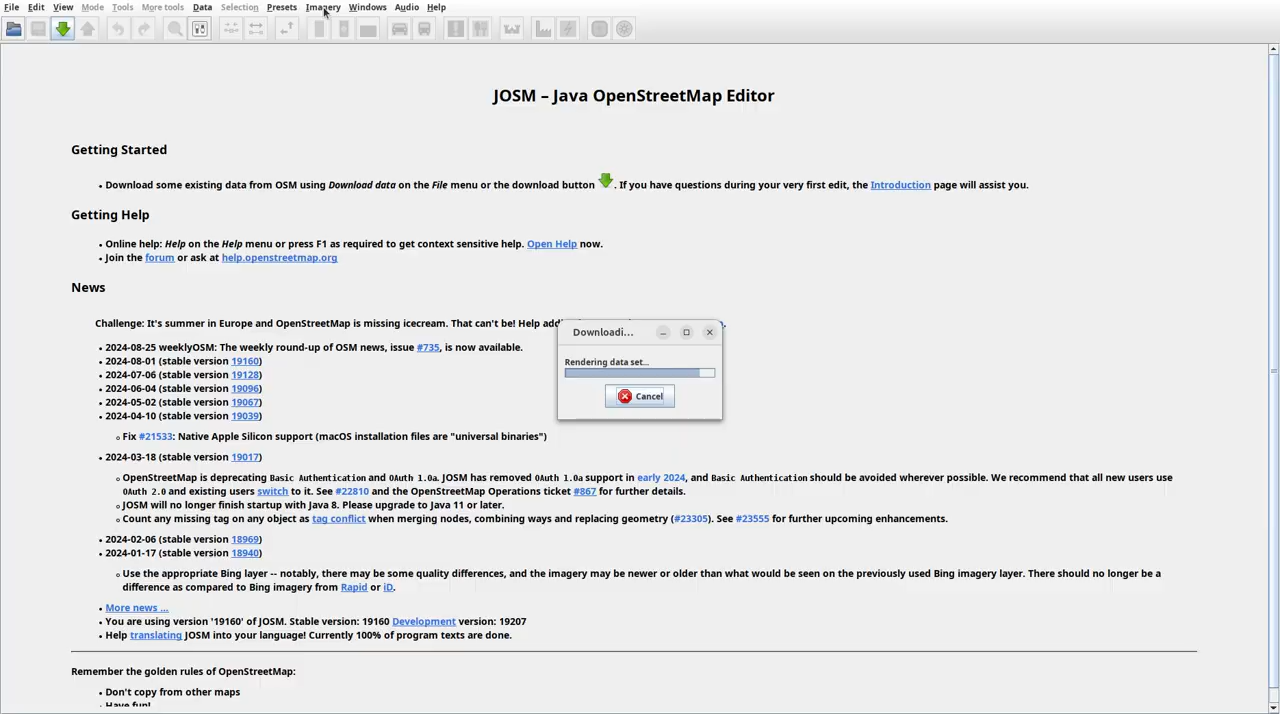 File Edit View Mode Tools More tools Data Selection Presets Imagery Windows Audio Help
JOSM – Java OpenStreetMap Editor
Getting Started
• Download some existing data from OSM using Download data on the File menu or the download button . If you have questions during your very first edit, the Introduction page will assist you.
Getting Help
• Online help: Help on the Help menu or press F1 as required to get context sensitive help. Open Help now.
• Join the forum or ask at help.openstreetmap.org
News
Challenge: It's summer in Europe and OpenStreetMap is missing icecream. That can't be! Help
• 2024-08-25 weeklyOSM: The weekly round-up of OSM news, issue #735, is now available.
• 2024-08-01 (stable version 19160)
• 2024-07-06 (stable version 19128)
• 2024-06-04 (stable version 19096)
• 2024-05-02 (stable version 19067)
• 2024-04-10 (stable version 19039)
Fix #21533: Native Apple Silicon support (macOS installation files are "universal binaries")
• 2024-03-18 (stable version 19017)
OpenStreetMap is deprecating Basic Authentication and OAuth 1.0a. JOSM has removed OAuth 1.0a support in early 2024, and Basic Authentication should be avoided wherever possible. We recommend that all new users use
OAuth 2.0 and existing users switch to it. See #22810 and the OpenStreetMap Operations ticket #867 for further details.
JOSM will no longer finish startup with Java 8. Please upgrade to Java 11 or later.
Count any missing tag on any object as tag conflict when merging nodes, combining ways and replacing geometry (#23305). See #23555 for further upcoming enhancements.
• 2024-02-06 (stable version 18969)
• 2024-01-17 (stable version 18940)
Use the appropriate Bing layer -- notably, there may be some quality differences, and the imagery may be newer or older than what would be seen on the previously used Bing imagery layer. There should no longer be a
difference as compared to Bing imagery from Rapid or iD.
• More news ...
• You are using version '19160' of JOSM. Stable version: 19160 Development version: 19207
• Help translating JOSM into your language! Currently 100% of program texts are done.
Remember the golden rules of OpenStreetMap:
• Don't copy from other maps
• Have fun!
Downloadi...
Rendering data set...
Cancel